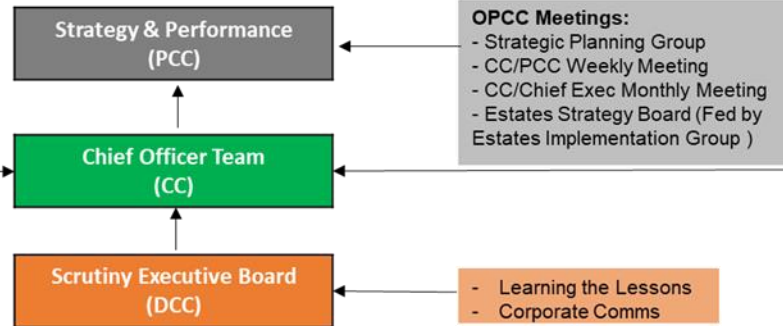 Strategy & Performance
(PCC)
OPCC Meetings:
- Strategic Planning Group
- CC/PCC Weekly Meeting
- CC/Chief Exec Monthly Meeting
- Estates Strategy Board (Fed by
Estates Implementation Group )
Chief Officer Team
(CC)
Scrutiny Executive Board
(DCC)
- Learning the Lessons
- Corporate Comms